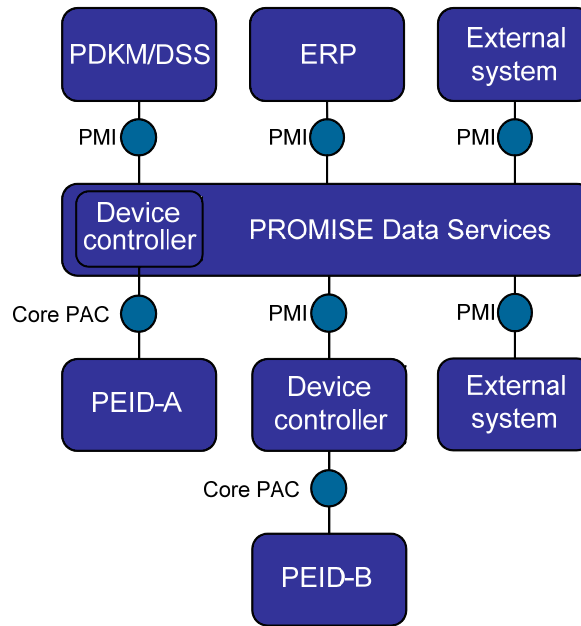 PDKM/DSS
ERP
External
system
PMI
PMI
PMI
Device
controller
PROMISE Data Services
Core PAC
PMI
PMI
PEID-A
Device
controller
External
system
Core PAC
PEID-B